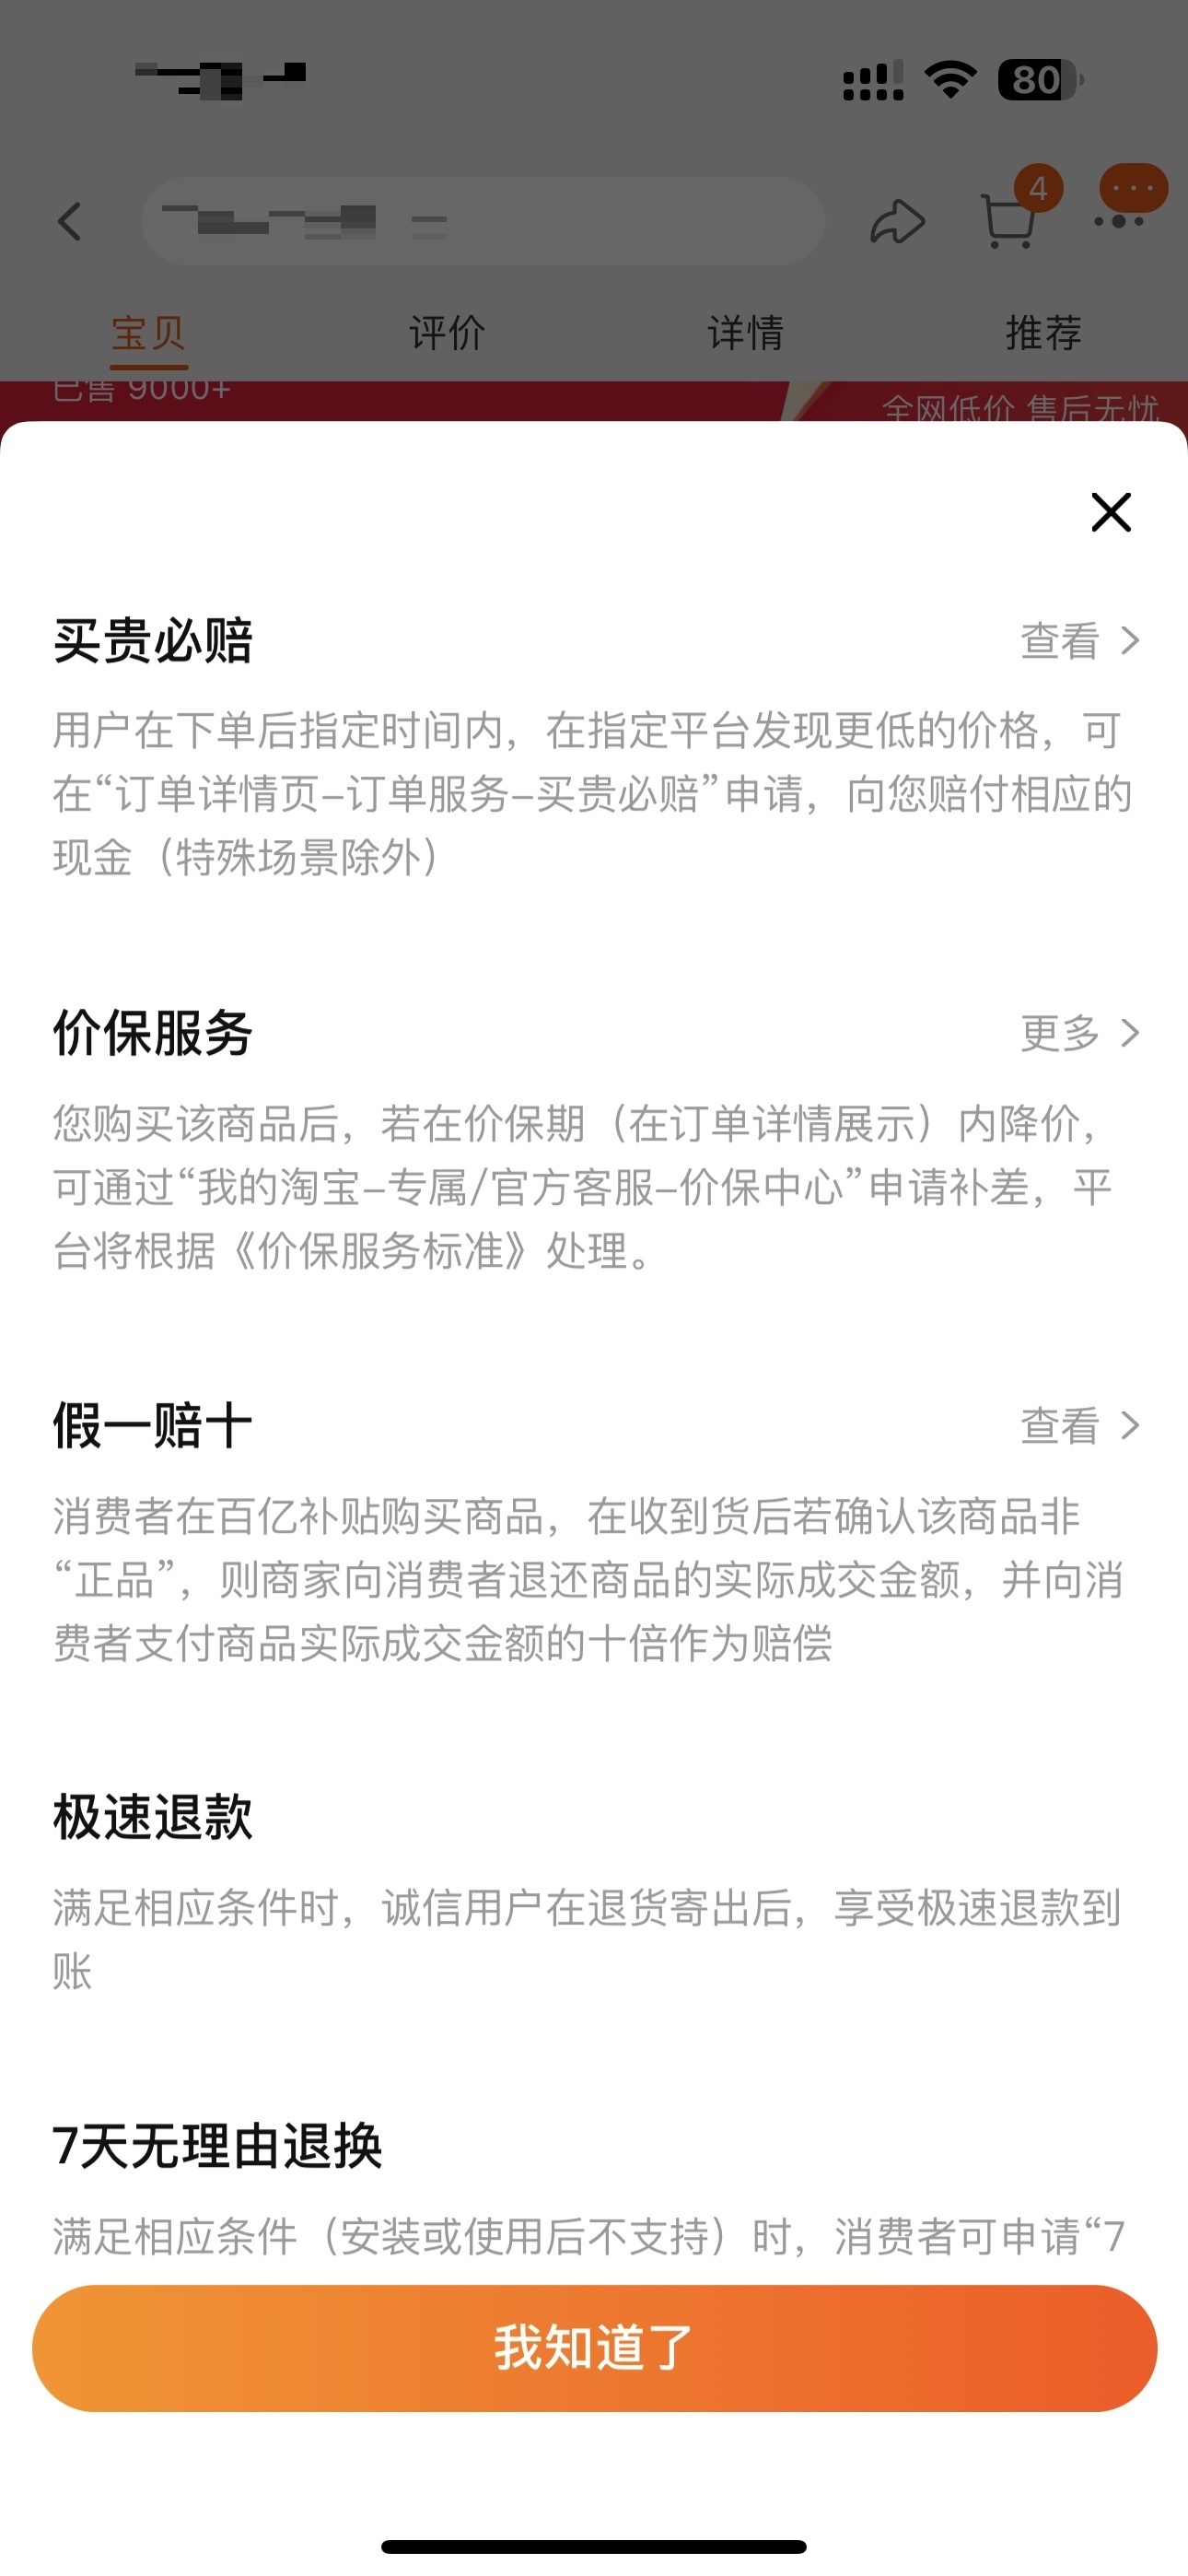 80
4
宝贝
评价
详情
推荐
已售 9000+
全网低价 售后无忧
买贵必赔
查看
用户在下单后指定时间内，在指定平台发现更低的价格，可
在“订单详情页–订单服务–买贵必赔”申请，向您赔付相应的
现金（特殊场景除外）
价保服务
更多
您购买该商品后，若在价保期（在订单详情展示）内降价，
可通过“我的淘宝–专属/官方客服–价保中心”申请补差，平
台将根据《价保服务标准》处理。
假一赔十
查看
消费者在百亿补贴购买商品，在收到货后若确认该商品非
“正品”，则商家向消费者退还商品的实际成交金额，并向消
费者支付商品实际成交金额的十倍作为赔偿
极速退款
满足相应条件时，诚信用户在退货寄出后，享受极速退款到
账
7天无理由退换
满足相应条件（安装或使用后不支持）时，消费者可申请“7
我知道了